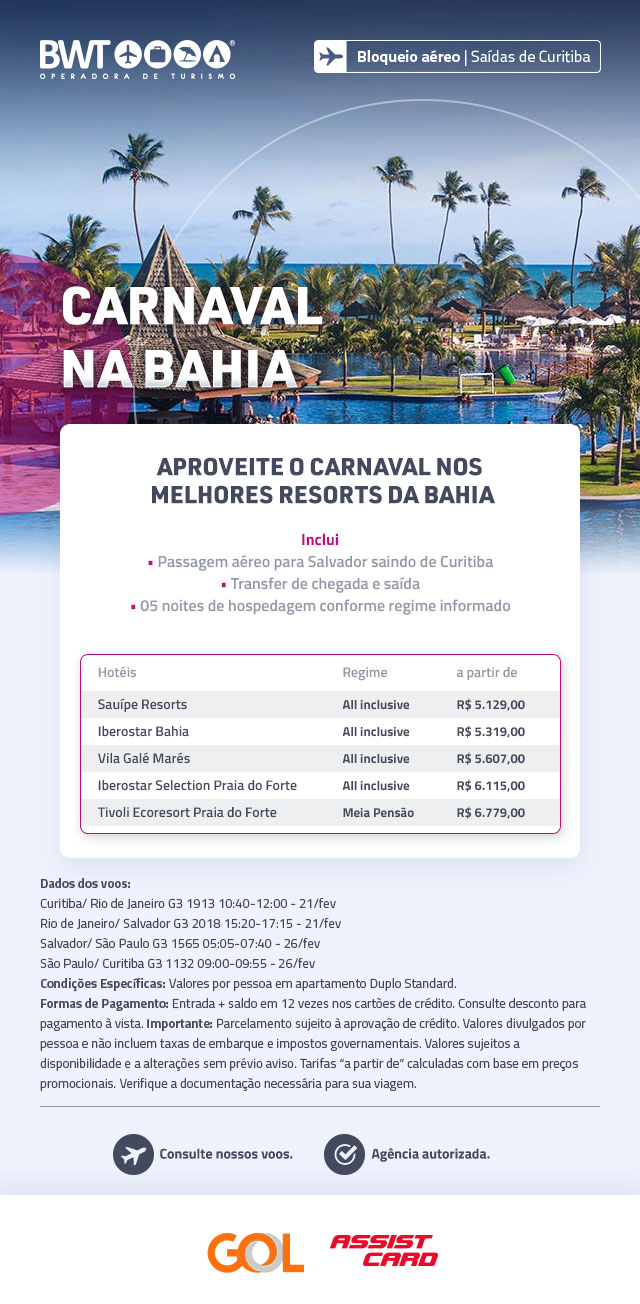 BWT®
OPERADORA DE TURISMO
Bloqueio aéreo | Saídas de Curitiba
CARNAVAL
NA BAHIA
APROVEITE O CARNAVAL NOS
MELHORES RESORTS DA BAHIA
Inclui
▪ Passagem aéreo para Salvador saindo de Curitiba
▪ Transfer de chegada e saída
▪ 05 noites de hospedagem conforme regime informado
Hotéis Regime a partir de
Sauípe Resorts All inclusive R$ 5.129,00
Iberostar Bahia All inclusive R$ 5.319,00
Vila Galé Marés All inclusive R$ 5.607,00
Iberostar Selection Praia do Forte All inclusive R$ 6.115,00
Tivoli Ecoresort Praia do Forte Meia Pensão R$ 6.779,00
Dados dos voos:
Curitiba/ Rio de Janeiro G3 1913 10:40-12:00 - 21/fev
Rio de Janeiro/ Salvador G3 2018 15:20-17:15 - 21/fev
Salvador/ São Paulo G3 1565 05:05-07:40 - 26/fev
São Paulo/ Curitiba G3 1132 09:00-09:55 - 26/fev
Condições Específicas: Valores por pessoa em apartamento Duplo Standard.
Formas de Pagamento: Entrada + saldo em 12 vezes nos cartões de crédito. Consulte desconto para
pagamento à vista. Importante: Parcelamento sujeito à aprovação de crédito. Valores divulgados por
pessoa e não incluem taxas de embarque e impostos governamentais. Valores sujeitos a
disponibilidade e a alterações sem prévio aviso. Tarifas “a partir de” calculadas com base em preços
promocionais. Verifique a documentação necessária para sua viagem.
Consulte nossos voos. Agência autorizada.
GOL ASSIST
CARD